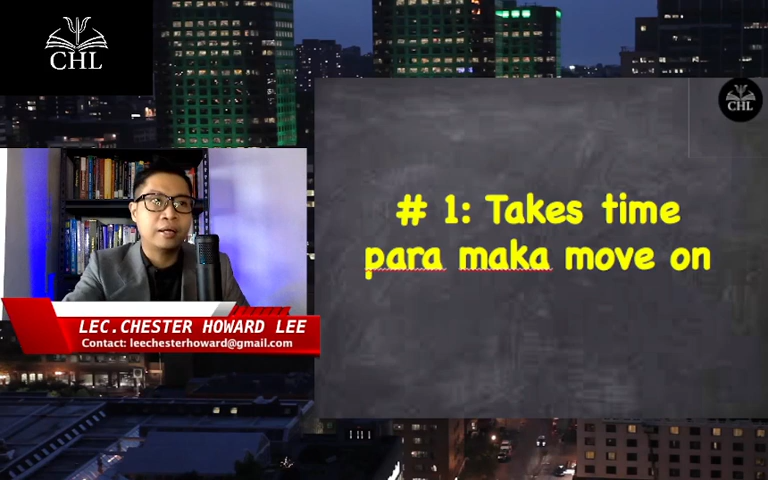 CHL
CHL
# 1: Takes time
para maka move on
LEC.CHESTER HOWARD LEE
Contact: leechesterhoward@gmail.com